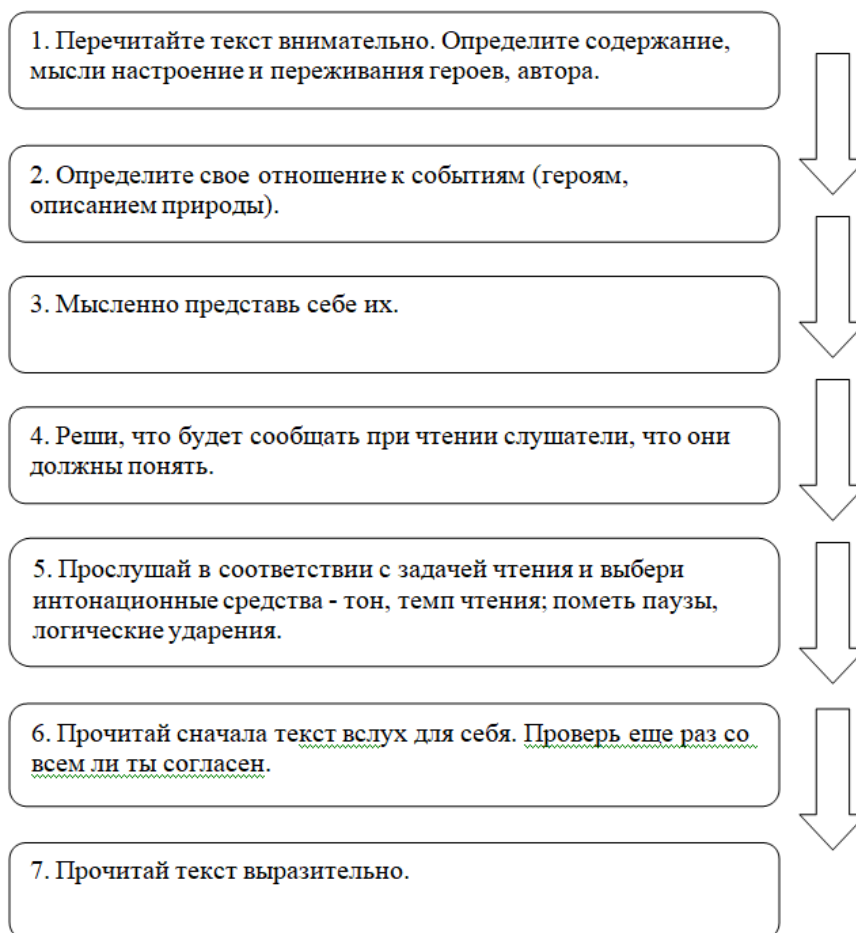 1. Перечитайте текст внимательно. Определите содержание,
мысли настроение и переживания героев, автора.
2. Определите свое отношение к событиям (героям,
описанием природы).
3. Мысленно представь себе их.
4. Реши, что будет сообщать при чтении слушатели, что они
должны понять.
5. Прослушай в соответствии с задачей чтения и выбери
интонационные средства - тон, темп чтения; пометь паузы,
логические ударения.
6. Прочитай сначала текст вслух для себя. Проверь еще раз со
всем ли ты согласен.
7. Прочитай текст выразительно.